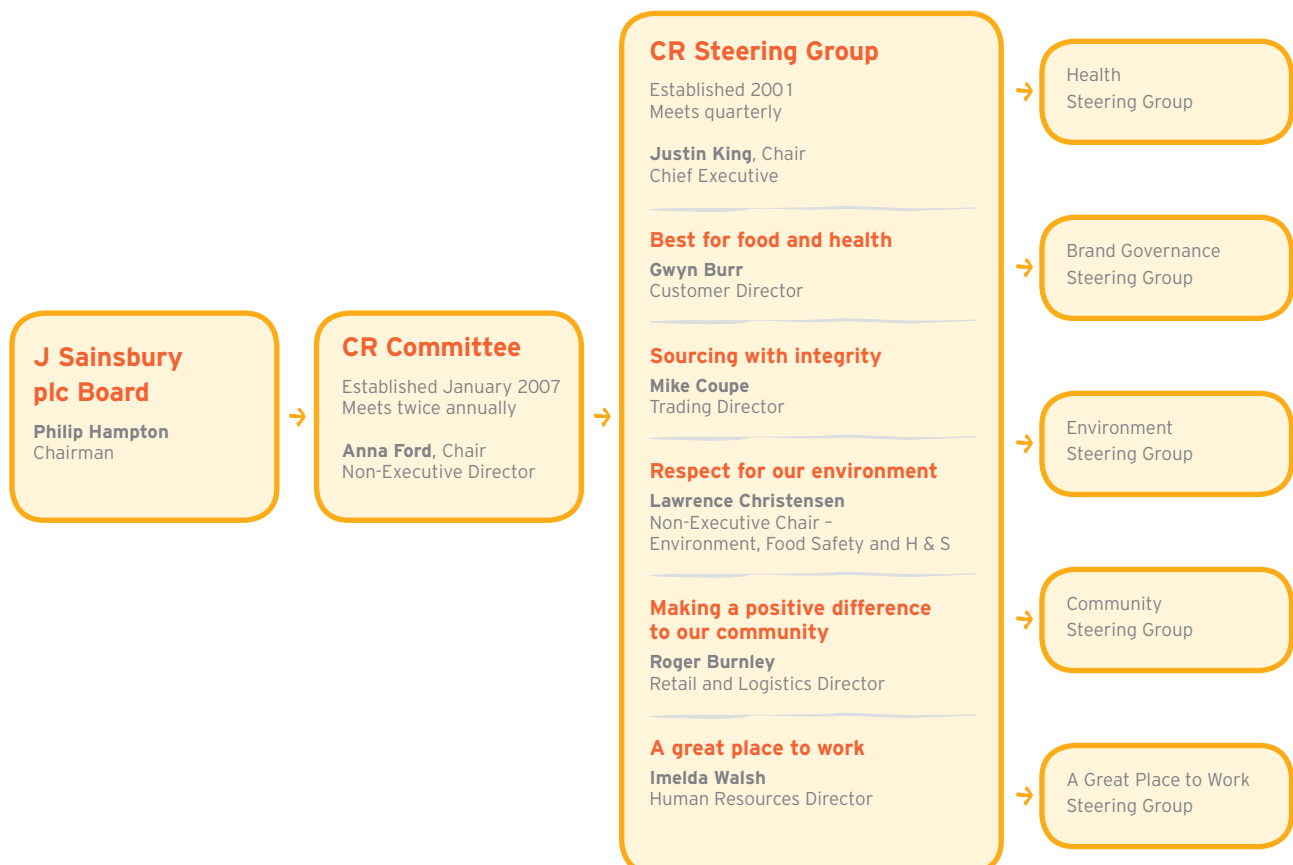 J Sainsbury
plc Board
Philip Hampton
Chairman
CR Committee
Established January 2007
Meets twice annually
Anna Ford, Chair
Non-Executive Director
CR Steering Group
Established 2001
Meets quarterly
Justin King, Chair
Chief Executive
Best for food and health
Gwyn Burr
Customer Director
Sourcing with integrity
Mike Coupe
Trading Director
Respect for our environment
Lawrence Christensen
Non-Executive Chair –
Environment, Food Safety and H & S
Making a positive difference
to our community
Roger Burnley
Retail and Logistics Director
A great place to work
Imelda Walsh
Human Resources Director
Health
Steering Group
Brand Governance
Steering Group
Environment
Steering Group
Community
Steering Group
A Great Place to Work
Steering Group